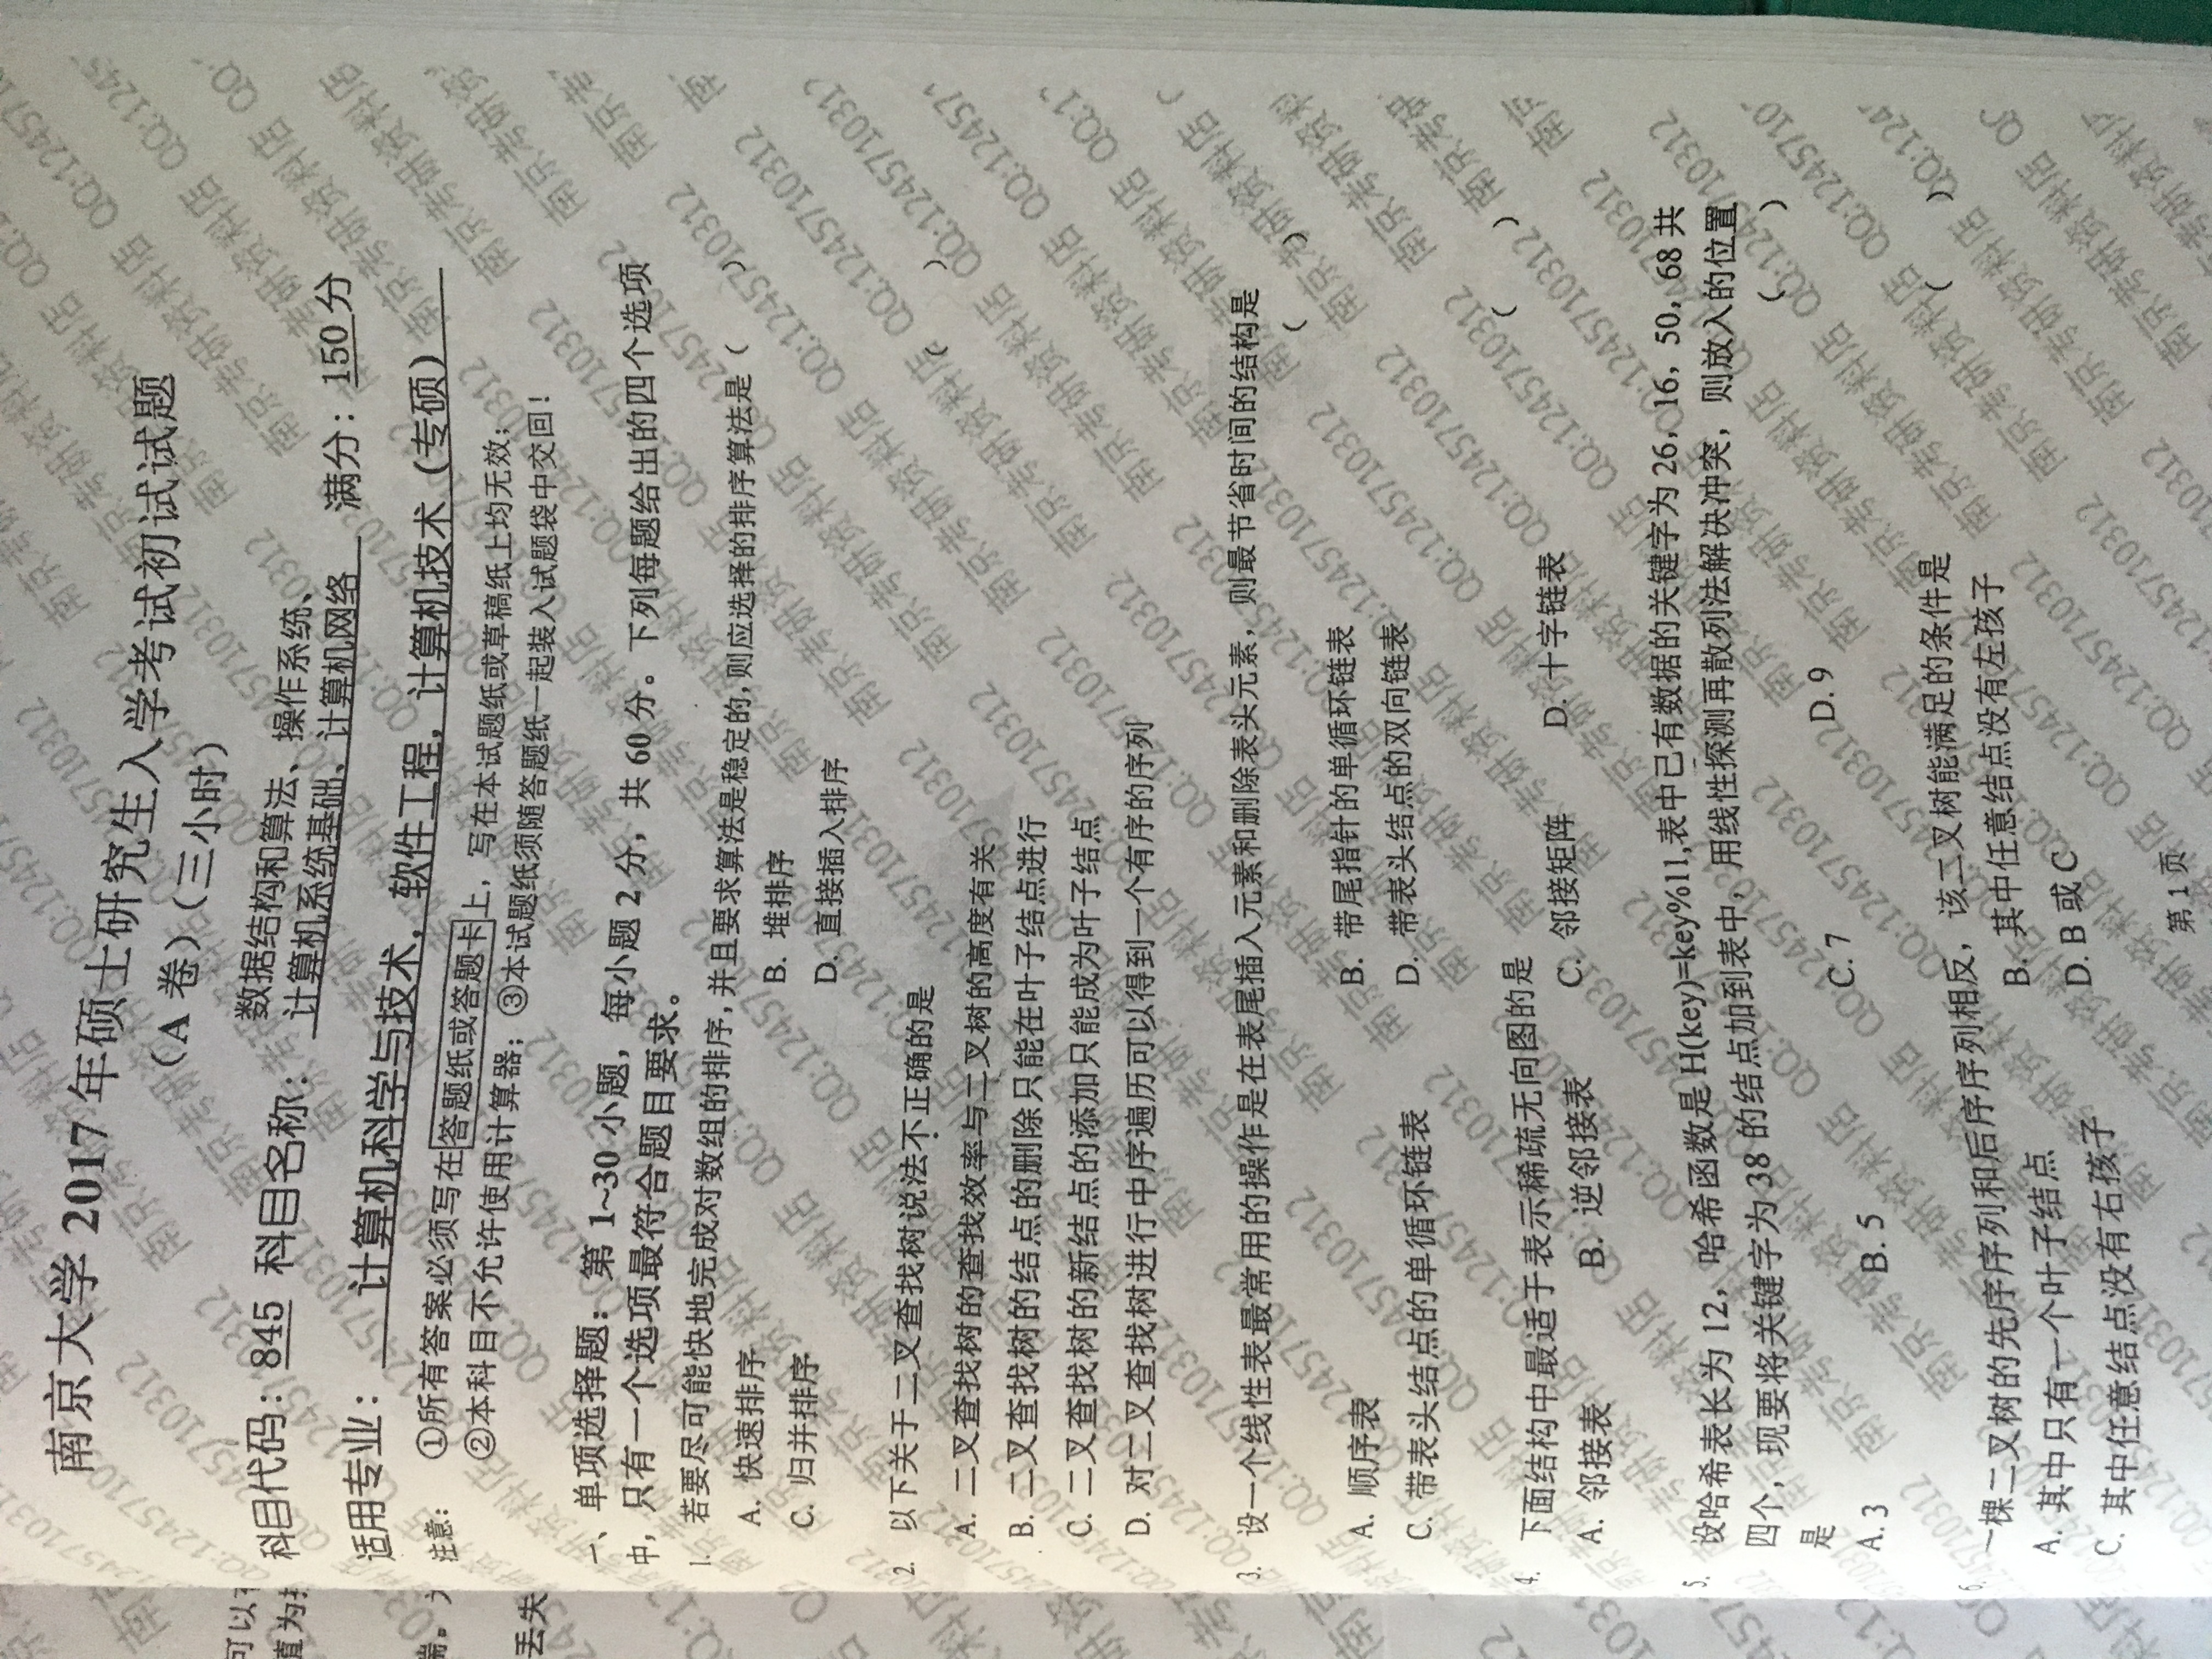 南京大学 2017 年硕士研究生入学考试初试试题
（A 卷）（三小时）
科目代码：845 科目名称：数据结构和算法、操作系统、
计算机系统基础、计算机网络 满分：150 分
适用专业：计算机科学与技术，软件工程，计算机技术（专硕）
注意：①所有答案必须写在答题纸或答题卡上，写在本试题纸或草稿纸上均无效；
②本科目不允许使用计算器；③本试题纸须随答题纸一起装入试题袋中交回！
一、单项选择题：第 1~30 小题，每小题 2 分，共 60 分。下列每题给出的四个选项
中，只有一个选项最符合题目要求。
1. 若要尽可能快地完成对数组的排序,并且要求算法是稳定的,则应选择的排序算法是（ ）
A. 快速排序 B. 堆排序
C. 归并排序 D. 直接插入排序
2. 以下关于二叉查找树说法不正确的是 （ ）
A. 二叉查找树的查找效率与二叉树的高度有关
B. 二叉查找树的结点的删除只能在叶子结点进行
C. 二叉查找树的新结点的添加只能成为叶子结点
D. 对二叉查找树进行中序遍历可以得到一个有序的序列
3. 设一个线性表最常用的操作是在表尾插入元素和删除表头元素，则最节省时间的结构是
（ ）
A. 顺序表 B. 带尾指针的单循环链表
C. 带表头结点的单循环链表 D. 带表头结点的双向链表
4. 下面结构中最适于表示稀疏无向图的是 （ ）
A. 邻接表 B. 逆邻接表 C. 邻接矩阵 D. 十字链表
5. 设哈希表长为 12，哈希函数是 H(key)=key%11,表中已有数据的关键字为 26，16，50，68 共
四个，现要将关键字为 38 的结点加到表中，用线性探测再散列法解决冲突，则放入的位置
是 （ ）
A. 3 B. 5 C. 7 D. 9
6. 一棵二叉树的先序序列和后序序列相反，该二叉树能满足的条件是 （ ）
A. 其中只有一个叶子结点 B. 其中任意结点没有左孩子
C. 其中任意结点没有右孩子 D. B 或 C
第 1 页
可以
值为
端。
丢失
南京考研资料店 QQ:1245710312